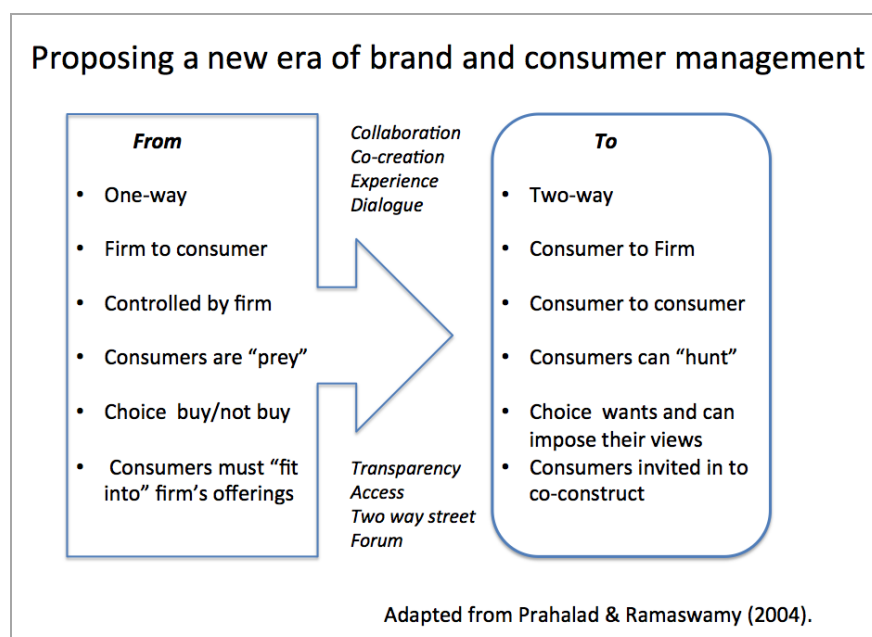 Proposing a new era of brand and consumer management
From
• One-way
• Firm to consumer
• Controlled by firm
• Consumers are “prey”
• Choice buy/not buy
• Consumers must “fit
into” firm’s offerings
Collaboration
Co-creation
Experience
Dialogue
Transparency
Access
Two way street
Forum
To
• Two-way
• Consumer to Firm
• Consumer to consumer
• Consumers can “hunt”
• Choice wants and can
impose their views
• Consumers invited in to
co-construct
Adapted from Prahalad & Ramaswamy (2004).